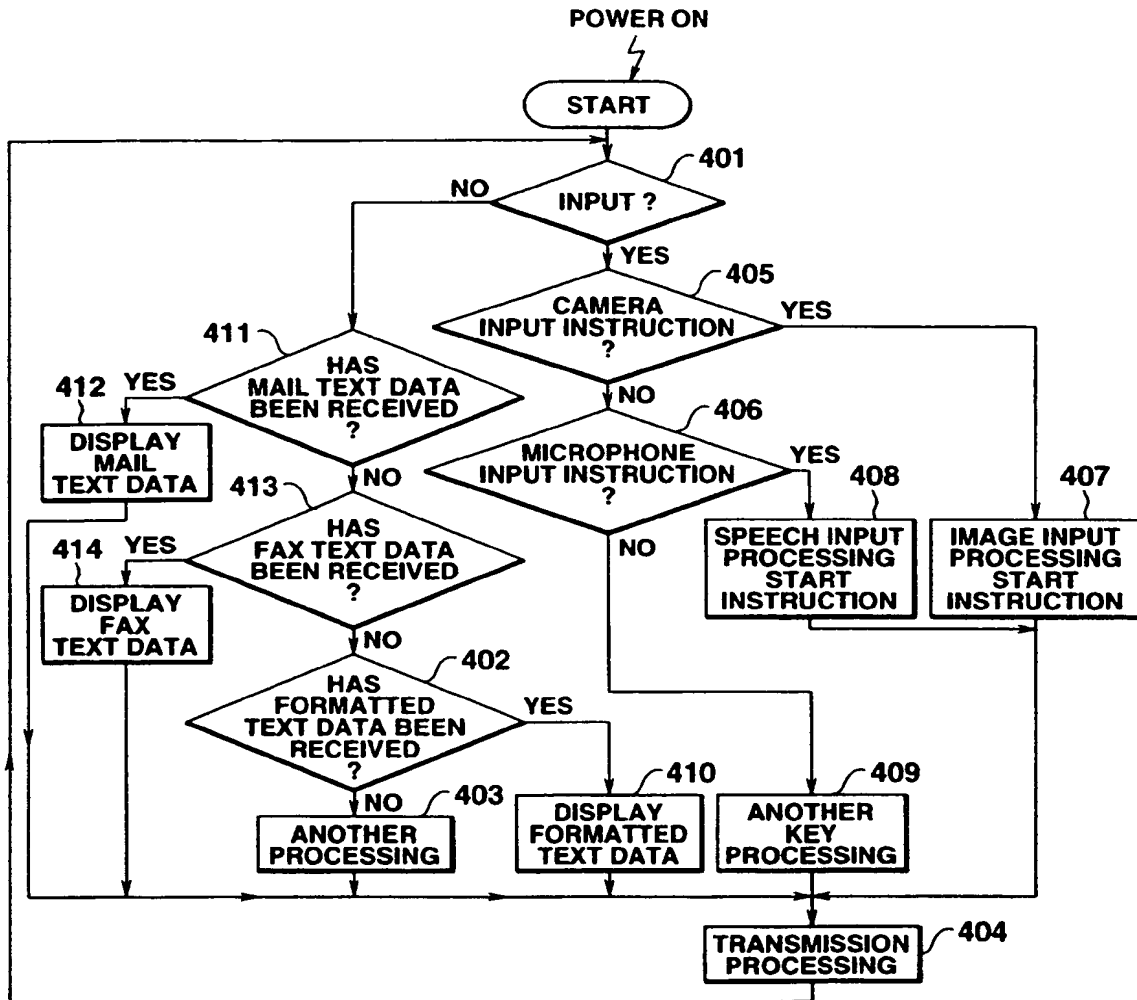 POWER ON
START
401
INPUT ?
NO
YES
405
CAMERA
INPUT INSTRUCTION
?
YES
NO
411
HAS
MAIL TEXT DATA
BEEN RECEIVED
?
YES
NO
412
DISPLAY
MAIL
TEXT DATA
406
MICROPHONE
INPUT INSTRUCTION
?
YES
NO
408
SPEECH INPUT
PROCESSING
START
INSTRUCTION
407
IMAGE INPUT
PROCESSING
START
INSTRUCTION
413
HAS
FAX TEXT DATA
BEEN RECEIVED
?
YES
NO
414
DISPLAY
FAX
TEXT DATA
402
HAS
FORMATTED
TEXT DATA BEEN
RECEIVED
?
YES
NO
403
ANOTHER
PROCESSING
410
DISPLAY
FORMATTED
TEXT DATA
409
ANOTHER
KEY
PROCESSING
404
TRANSMISSION
PROCESSING